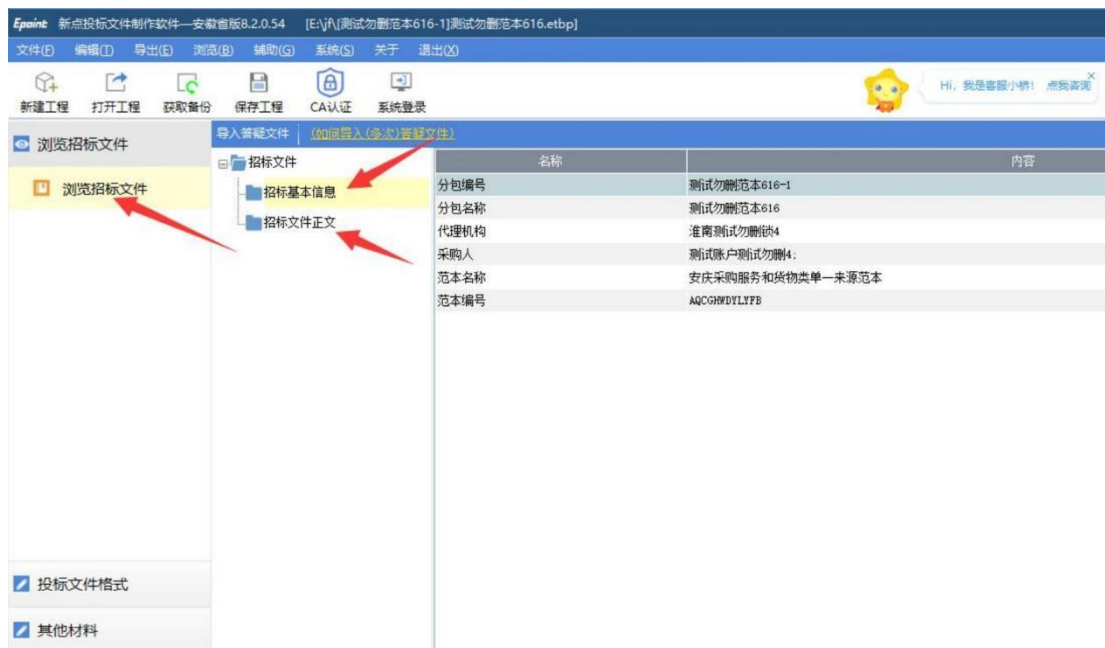 Epoint 新点投标文件制作软件—安徽省版8.2.0.54 [E:\jf\[测试勿删范本616-1]测试勿删范本616.etbp]
文件(F) 编辑(I) 导出(E) 浏览(B) 辅助(G) 系统(S) 关于 退出(X)
新建工程 打开工程 获取备份 保存工程 CA认证 系统登录
Hi, 我是客服小桥! 点我咨询
浏览招标文件
导入答疑文件 (如何导入(多次)答疑文件)
浏览招标文件
招标文件
招标基本信息
招标文件正文
名称 内容
分包编号 测试勿删范本616-1
分包名称 测试勿删范本616
代理机构 淮南测试勿删锁4
采购人 测试账户测试勿删4;
范本名称 安庆采购服务和货物类单一来源范本
范本编号 AQCGHWDYLYFB
投标文件格式
其他材料